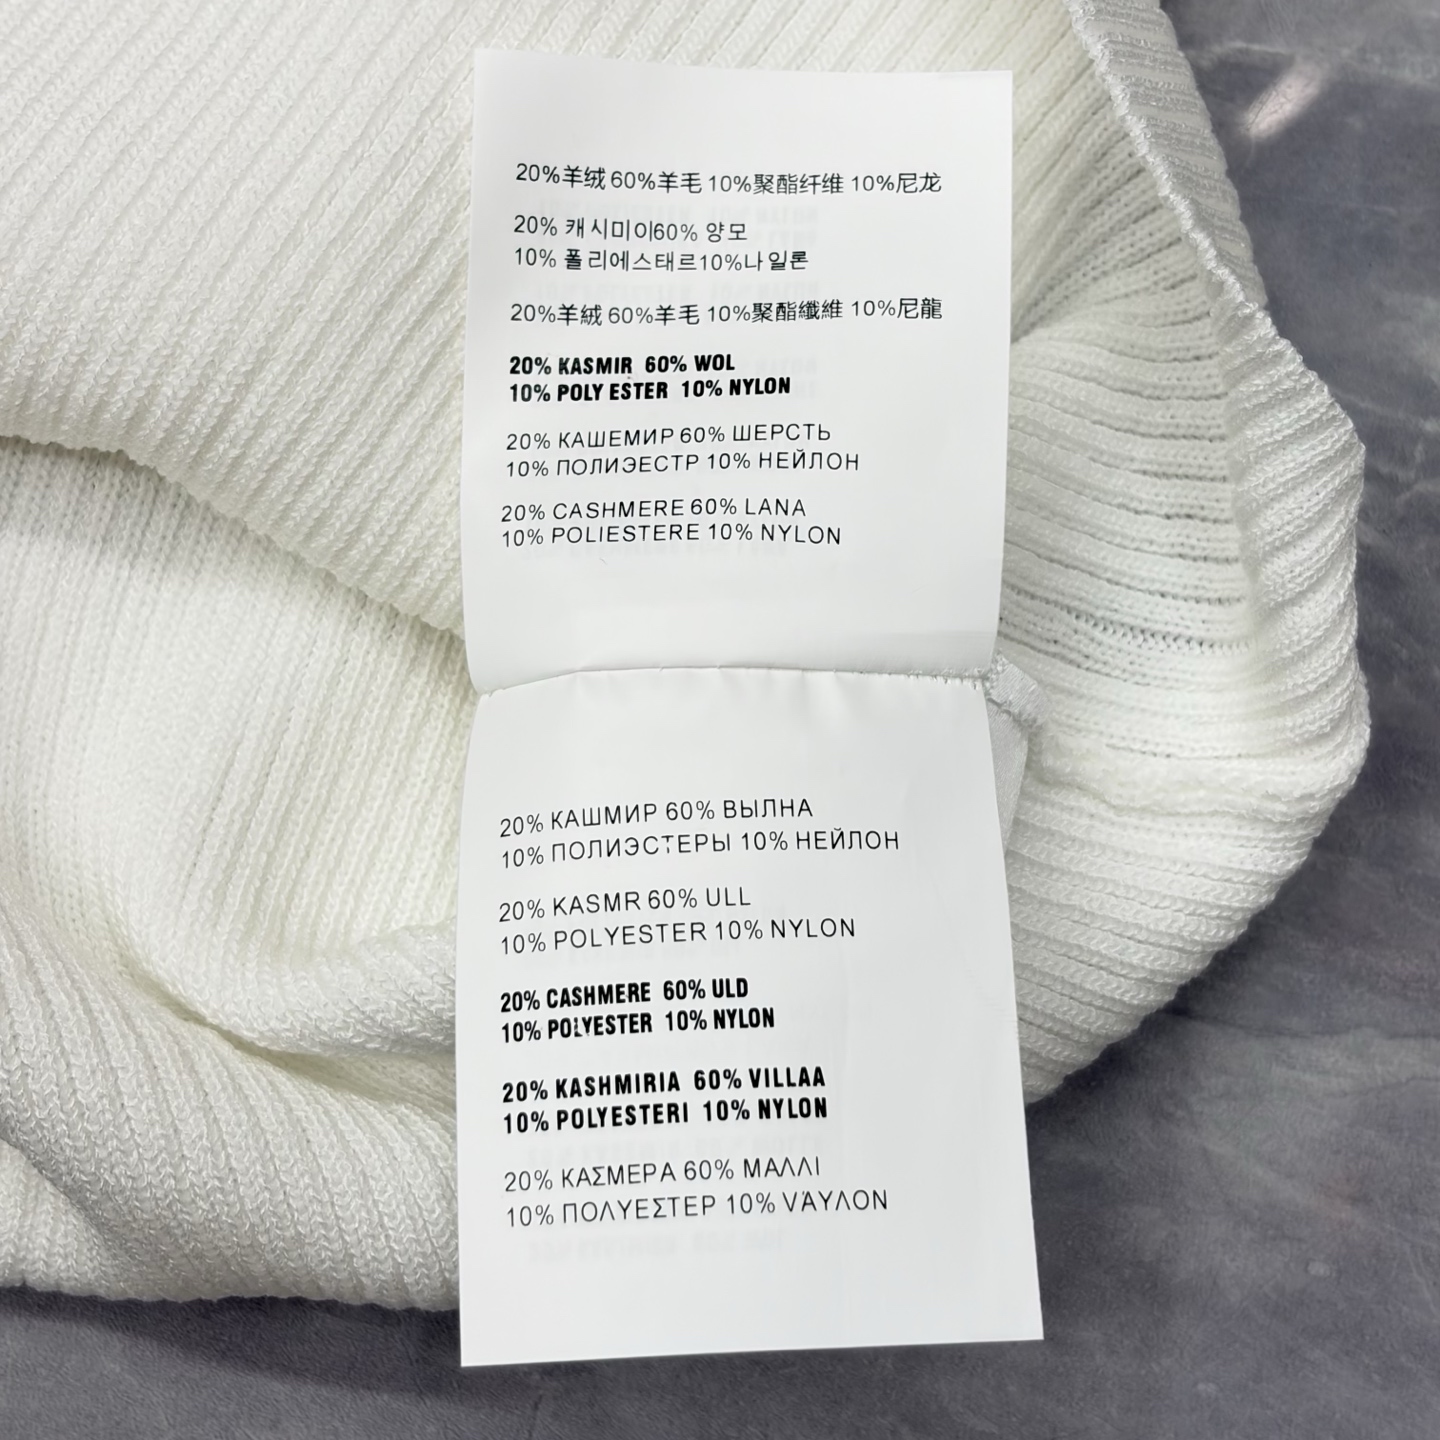 20%羊绒 60%羊毛 10%聚酯纤维 10%尼龙
20% 캐시미이60% 양모
10% 폴리에스태르10%나일론
20%羊絨 60%羊毛 10%聚酯纖維 10%尼龍
20% KASMIR 60% WOL
10% POLY ESTER 10% NYLON
20% КАШЕМИР 60% ШЕРСТЬ
10% ПОЛИЭЕСТР 10% НЕЙЛОН
20% CASHMERE 60% LANA
10% POLIESTERE 10% NYLON
20% КАШМИР 60% ВЫЛНА
10% ПОЛИЭСТЕРЫ 10% НЕЙЛОН
20% KASMR 60% ULL
10% POLYESTER 10% NYLON
20% CASHMERE 60% ULD
10% POLYESTER 10% NYLON
20% KASHMIRIA 60% VILLAA
10% POLYESTERI 10% NYLON
20% ΚΑΣΜΕΡΑ 60% ΜΑΛΛΙ
10% ΠΟΛΥΕΣΤΕΡ 10% VΆΥΛΟΝ